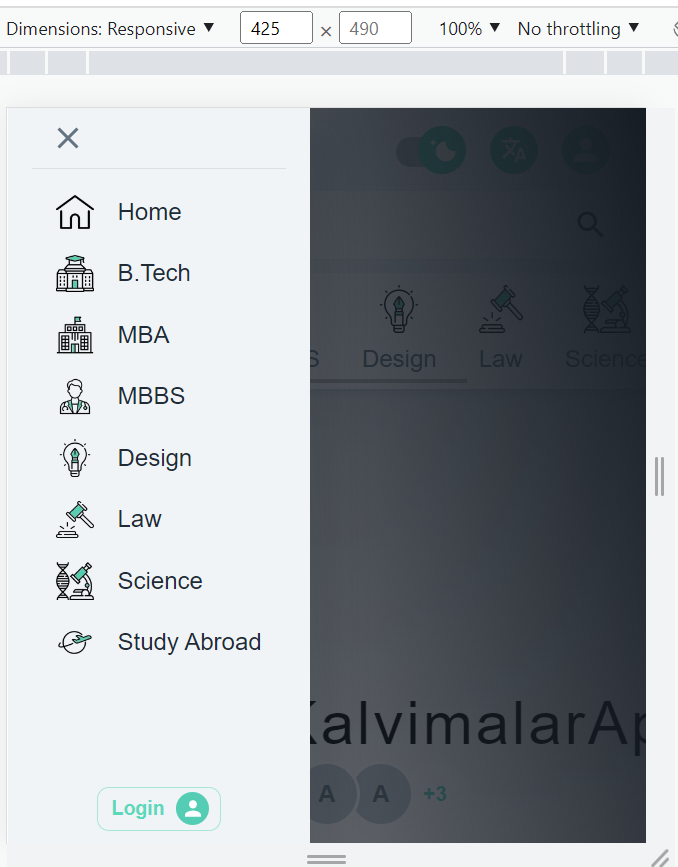 Dimensions: Responsive ▼ 425 × 490 100% ▼ No throttling ▼
Home
B.Tech
MBA
MBBS
Design
Law
Science
Study Abroad
Login
S Design Law Science
KalvimalarAp
A A +3